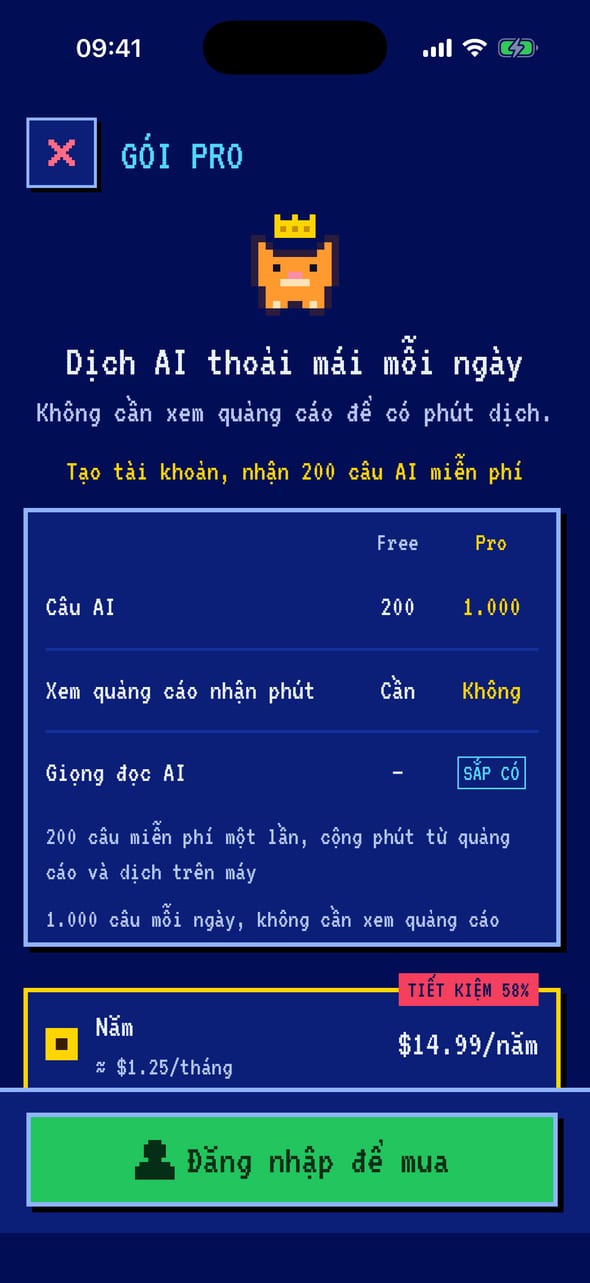 09:41
GÓI PRO
Dịch AI thoải mái mỗi ngày
Không cần xem quảng cáo để có phút dịch.
Tạo tài khoản, nhận 200 câu AI miễn phí
Free Pro
Câu AI 200 1.000
Xem quảng cáo nhận phút Cần Không
Giọng đọc AI – SẮP CÓ
200 câu miễn phí một lần, cộng phút từ quảng
cáo và dịch trên máy
1.000 câu mỗi ngày, không cần xem quảng cáo
TIẾT KIỆM 58%
Năm $14.99/năm
≈ $1.25/tháng
Đăng nhập để mua